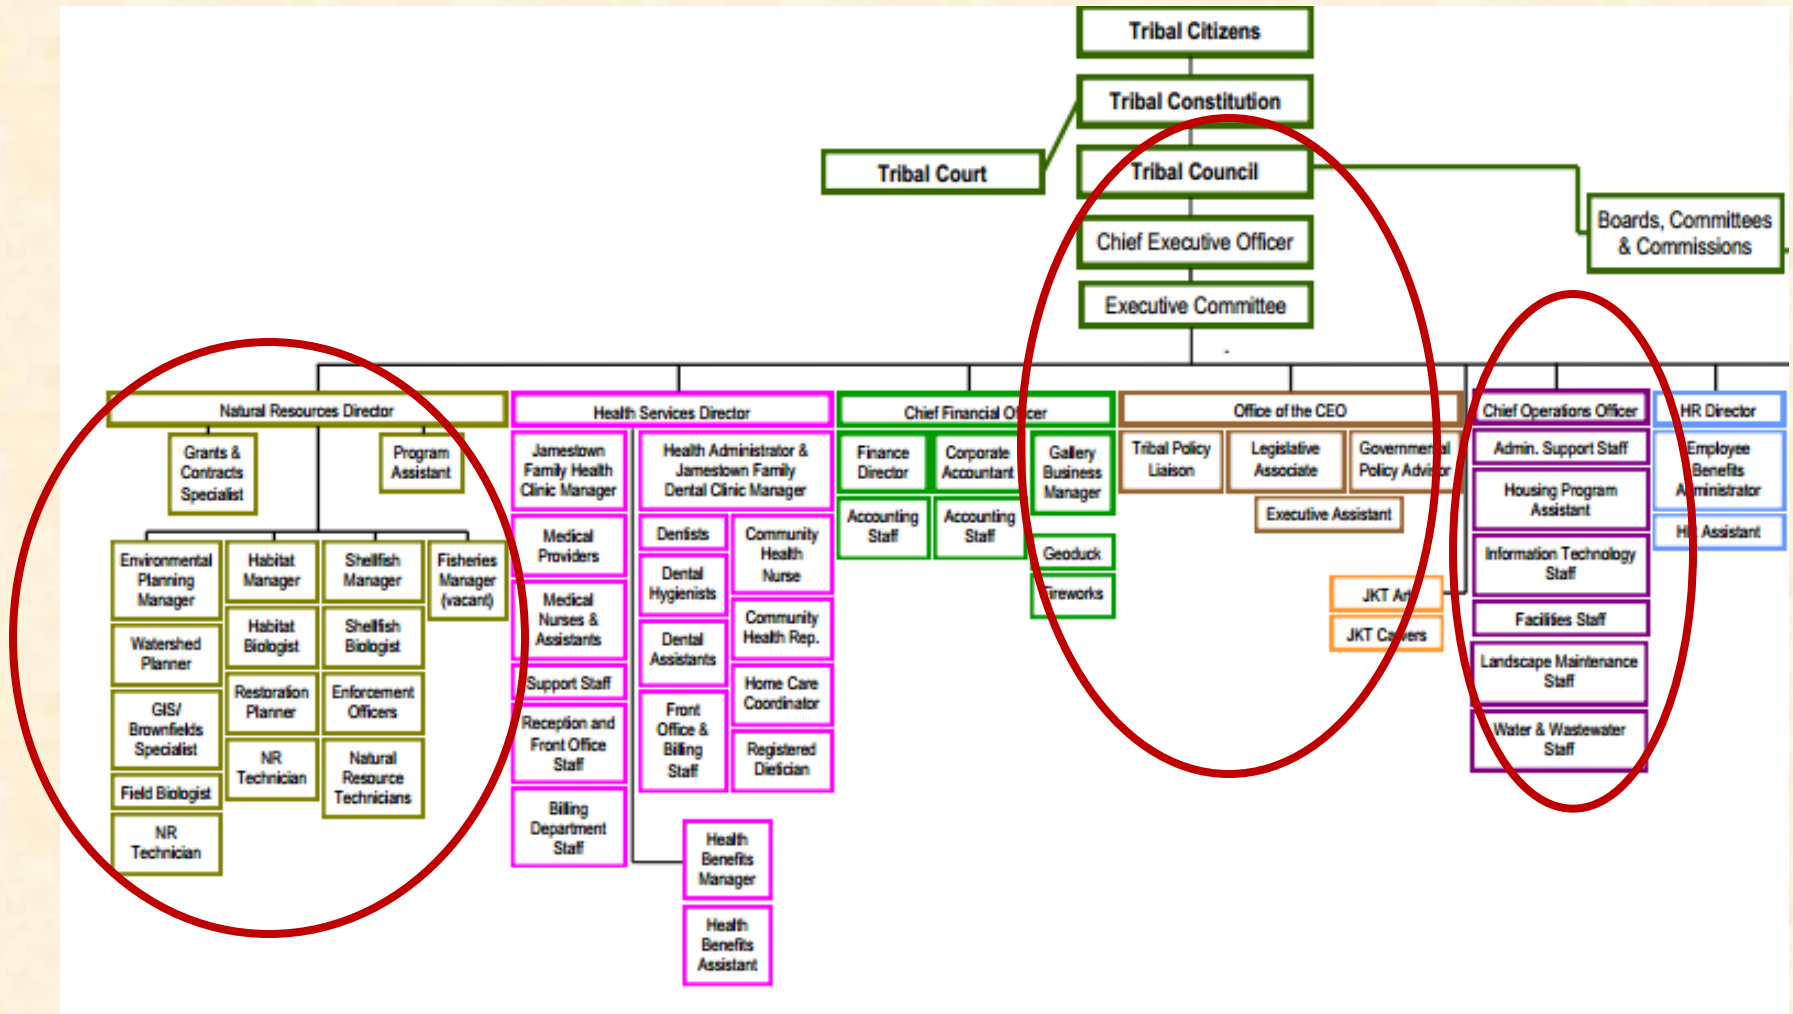 Tribal Citizens
Tribal Constitution
Tribal Court
Tribal Council
Boards, Committees
& Commissions
Chief Executive Officer
Executive Committee
Natural Resources Director
Grants &
Contracts
Specialist
Program
Assistant
Environmental
Planning
Manager
Watershed
Planner
GIS/
Brownfields
Specialist
Field Biologist
NR
Technician
Habitat
Manager
Habitat
Biologist
Restoration
Planner
NR
Technician
Shellfish
Manager
Shellfish
Biologist
Enforcement
Officers
Natural
Resource
Technicians
Fisheries
Manager
(vacant)
Health Services Director
Jamestown
Family Health
Clinic Manager
Medical
Providers
Medical
Nurses &
Assistants
Support Staff
Reception and
Front Office
Staff
Billing
Department
Staff
Health Administrator &
Jamestown Family
Dental Clinic Manager
Dentists
Dental
Hygienists
Dental
Assistants
Front
Office &
Billing
Staff
Community
Health
Nurse
Community
Health Rep.
Home Care
Coordinator
Registered
Dietician
Health
Benefits
Manager
Health
Benefits
Assistant
Chief Financial Officer
Finance
Director
Accounting
Staff
Corporate
Accountant
Accounting
Staff
Gallery
Business
Manager
Geoduck
Fireworks
Office of the CEO
Tribal Policy
Liaison
Legislative
Associate
Governmental
Policy Advisor
Executive Assistant
JKT Art
JKT Carvers
Chief Operations Officer
Admin. Support Staff
Housing Program
Assistant
Information Technology
Staff
Facilities Staff
Landscape Maintenance
Staff
Water & Wastewater
Staff
HR Director
Employee
Benefits
Administrator
HR Assistant